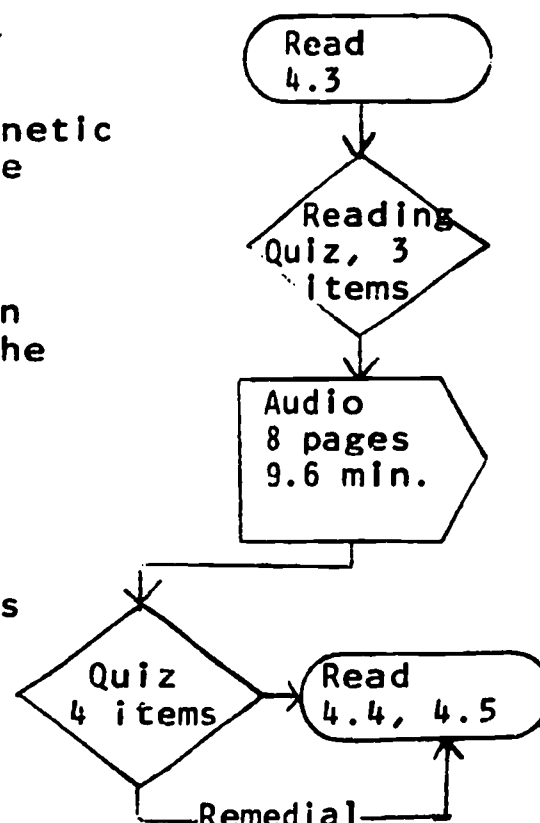 Read
4.3
netic
e
Reading
Quiz, 3
items
n
he
Audio
8 pages
9.6 min.
s
Quiz
4 items
Read
4.4, 4.5
Remedial